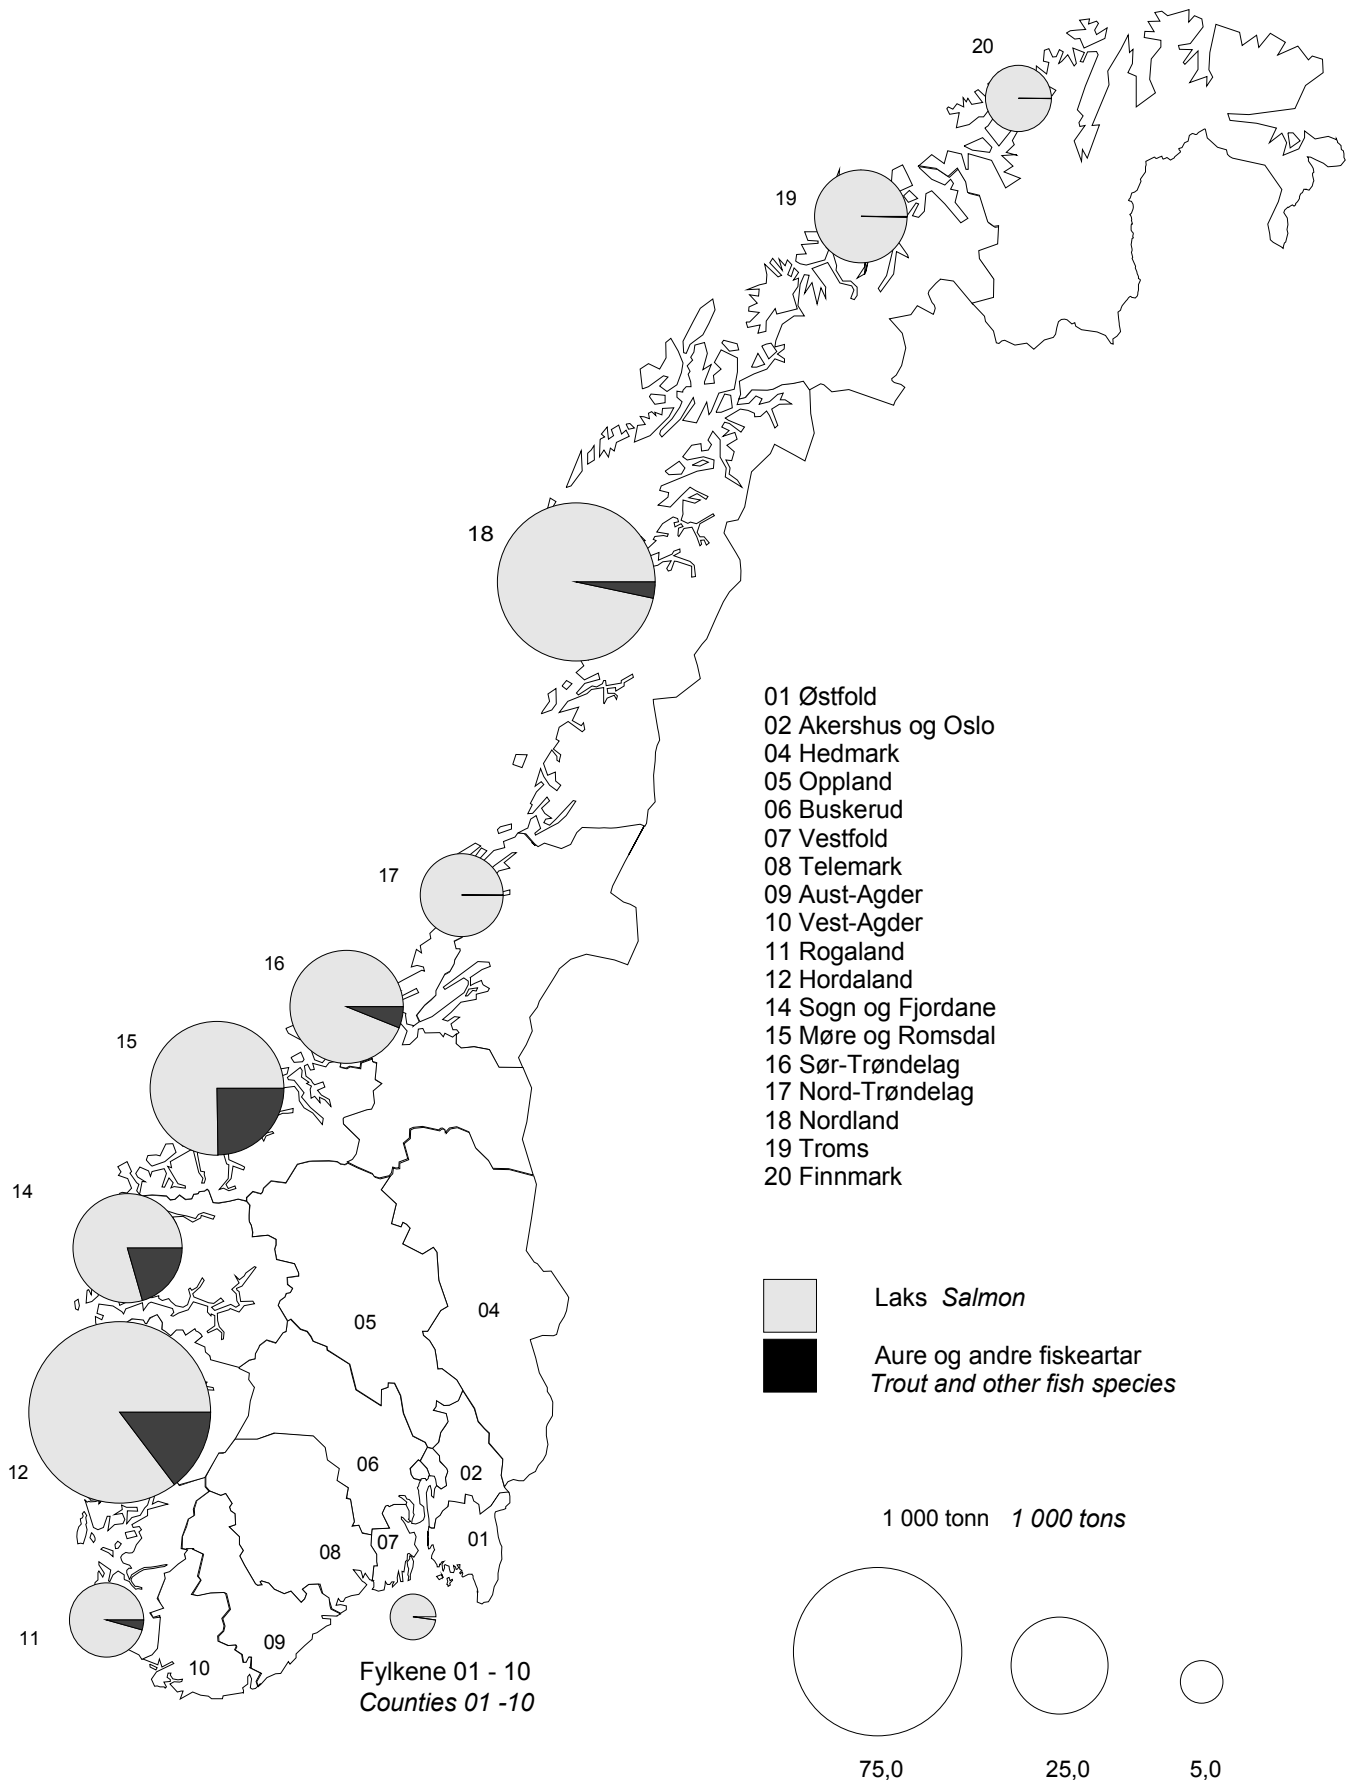 20
19
18
01 Østfold
02 Akershus og Oslo
04 Hedmark
05 Oppland
06 Buskerud
07 Vestfold
08 Telemark
09 Aust-Agder
10 Vest-Agder
11 Rogaland
12 Hordaland
14 Sogn og Fjordane
15 Møre og Romsdal
16 Sør-Trøndelag
17 Nord-Trøndelag
18 Nordland
19 Troms
20 Finnmark
17
16
15
14
05
04
12
06
02
08
07
01
11
10
09
Fylkene 01 - 10
Counties 01 -10
Laks Salmon
Aure og andre fiskeartar
Trout and other fish species
1 000 tonn 1 000 tons
75,0 25,0 5,0